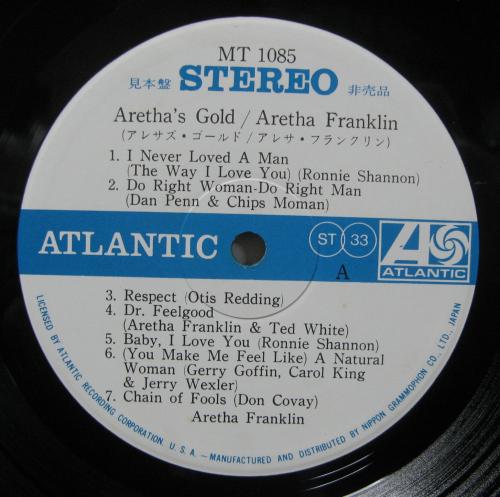 MT 1085
見本盤 STEREO 非売品
Aretha's Gold / Aretha Franklin
(アレサズ・ゴールド / アレサ・フランクリン)
1. I Never Loved A Man
(The Way I Love You) (Ronnie Shannon)
2. Do Right Woman-Do Right Man
(Dan Penn & Chips Moman)
ATLANTIC ST 33 A ATLANTIC
3. Respect (Otis Redding)
4. Dr. Feelgood
(Aretha Franklin & Ted White)
5. Baby, I Love You (Ronnie Shannon)
6. (You Make Me Feel Like) A Natural
Woman (Gerry Goffin, Carol King
& Jerry Wexler)
7. Chain of Fools (Don Covay)
Aretha Franklin
LICENSED BY ATLANTIC RECORDING CORPORATION, U.S.A.—MANUFACTURED AND DISTRIBUTED BY NIPPON GRAMMOPHON CO., LTD., JAPAN